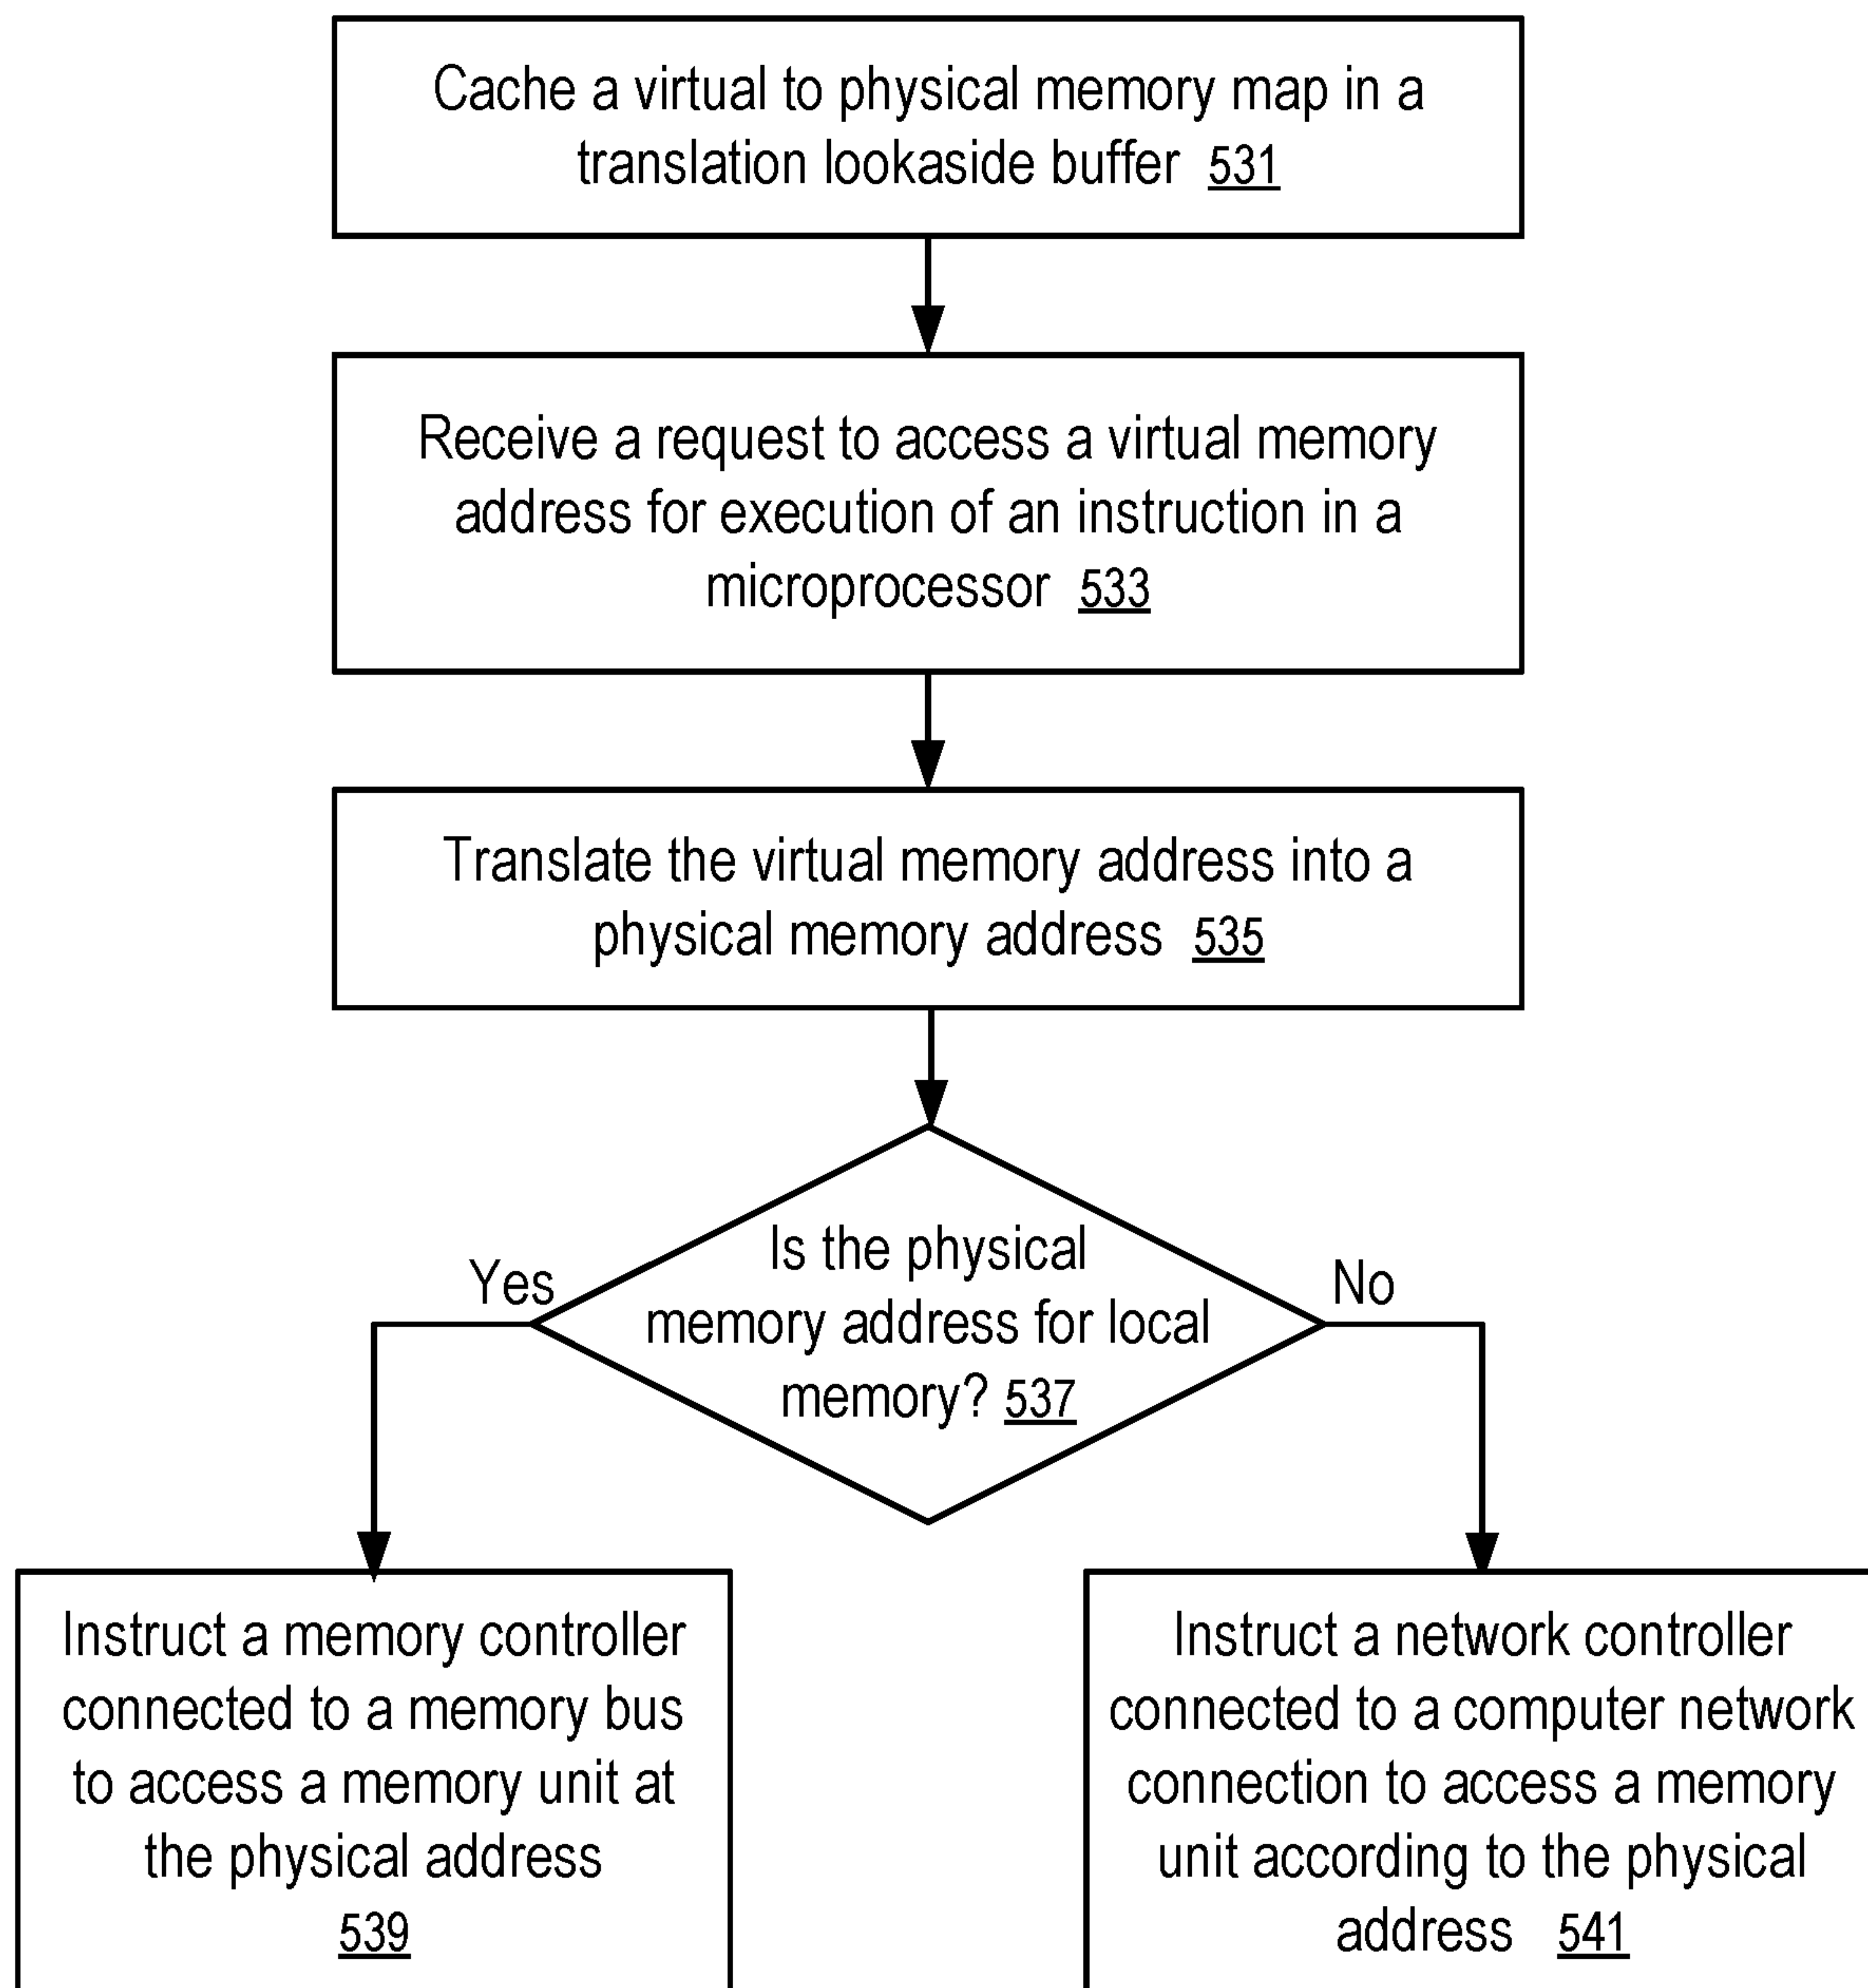 Cache a virtual to physical memory map in a
translation lookaside buffer 531
Receive a request to access a virtual memory
address for execution of an instruction in a
microprocessor 533
Translate the virtual memory address into a
physical memory address 535
Is the physical
memory address for local
memory? 537
Yes
No
Instruct a memory controller
connected to a memory bus
to access a memory unit at
the physical address
539
Instruct a network controller
connected to a computer network
connection to access a memory
unit according to the physical
address 541